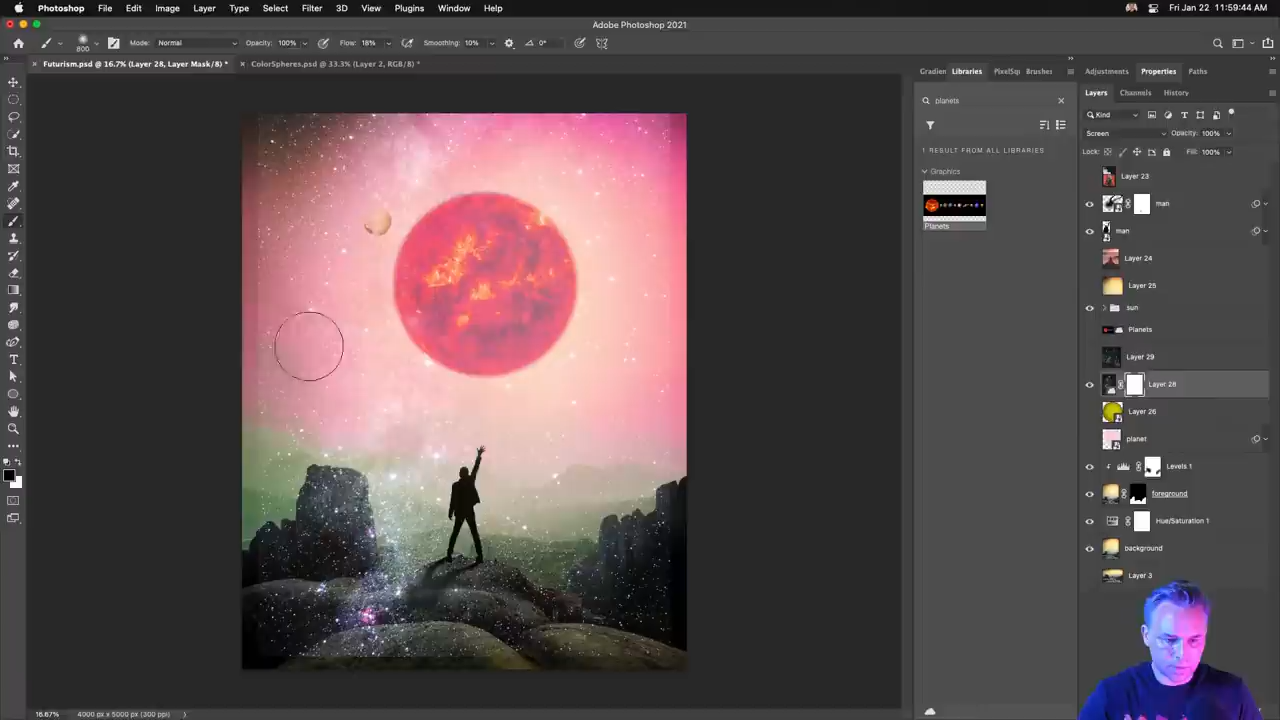 Photoshop File Edit Image Layer Type Select Filter 3D View Plugins Window Help Fri Jan 22 11:59:44 AM
Adobe Photoshop 2021
800 Mode: Normal Opacity: 100% Flow: 18% Smoothing: 10% 0°
Futurism.psd @ 16.7% (Layer 28, Layer Mask/8) * ColorSpheres.psd @ 33.3% (Layer 2, RGB/8) *
Gradien Libraries PixelSq Brushes Adjustments Properties Paths
Layers Channels History
planets
Kind
Screen Opacity: 100%
Lock: Fill: 100%
1 RESULT FROM ALL LIBRARIES
Graphics
Planets
Layer 23
man
man
Layer 24
Layer 25
sun
Planets
Layer 29
Layer 28
Layer 26
planet
Levels 1
foreground
Hue/Saturation 1
background
Layer 3
16.67% 4000 px x 5000 px (300 ppi)